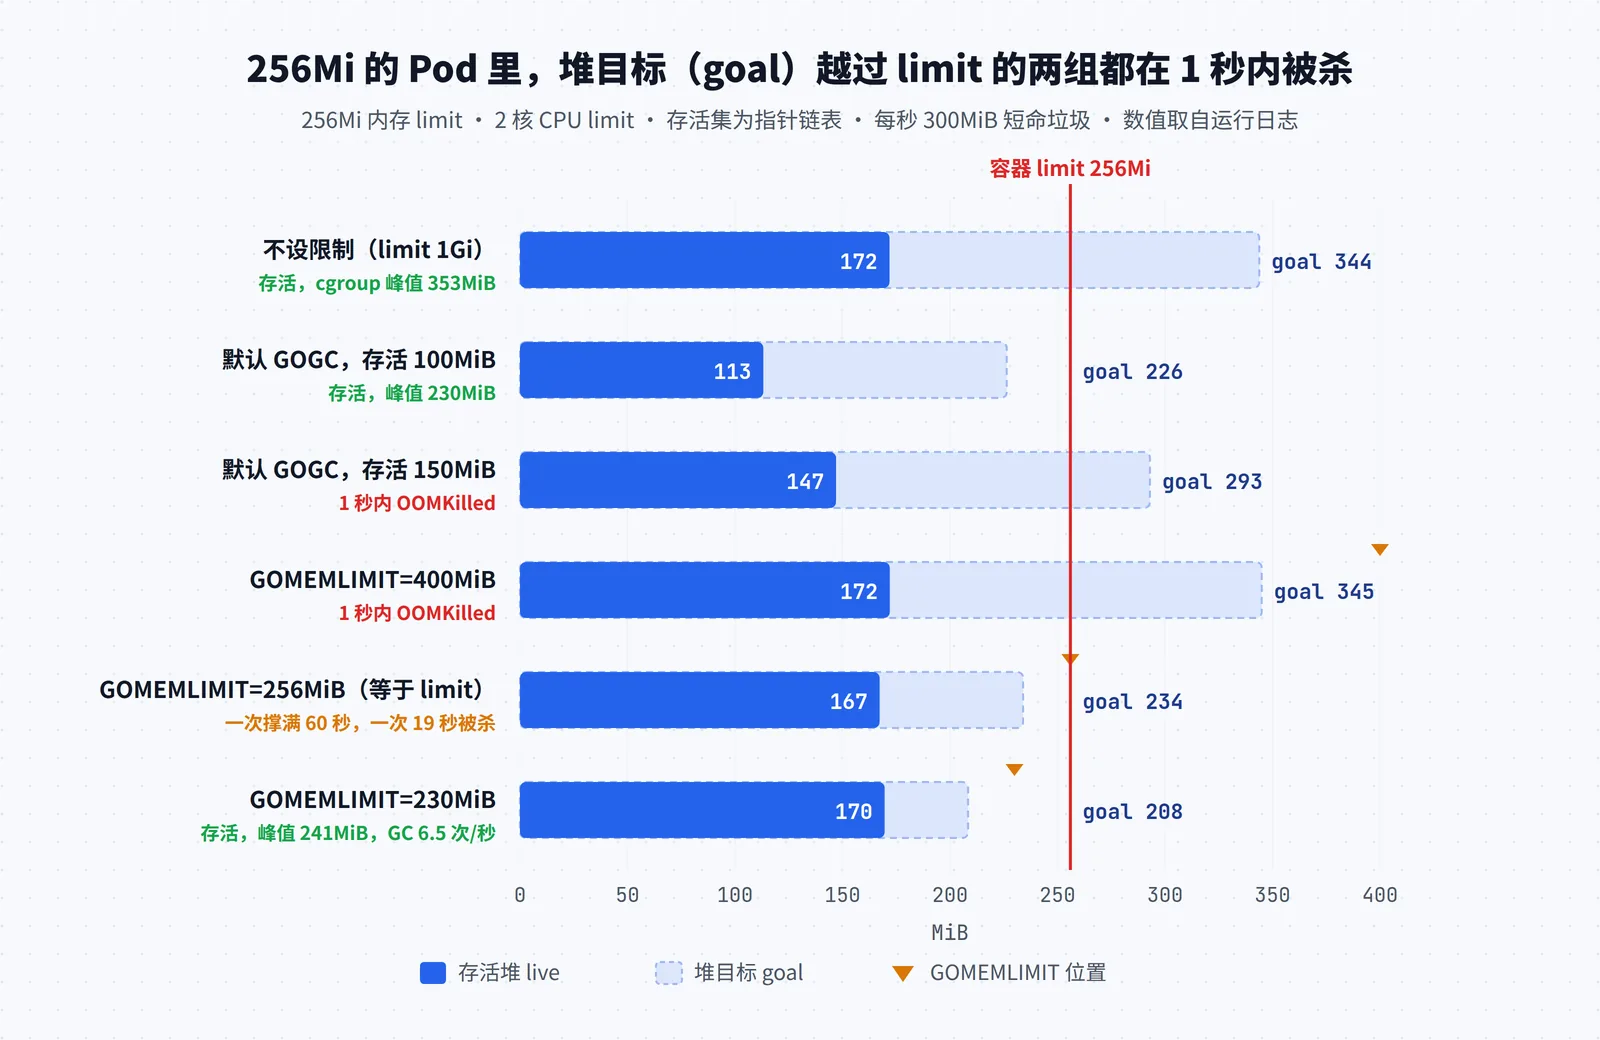 256Mi 的 Pod 里，堆目标（goal）越过 limit 的两组都在 1 秒内被杀
256Mi 内存 limit • 2 核 CPU limit • 存活集为指针链表 • 每秒 300MiB 短命垃圾 • 数值取自运行日志
容器 limit 256Mi
不设限制（limit 1Gi）
存活，cgroup 峰值 353MiB
172
goal 344
默认 GOGC，存活 100MiB
存活，峰值 230MiB
113
goal 226
默认 GOGC，存活 150MiB
1 秒内 OOMKilled
147
goal 293
GOMEMLIMIT=400MiB
1 秒内 OOMKilled
172
goal 345
GOMEMLIMIT=256MiB（等于 limit）
一次撑满 60 秒，一次 19 秒被杀
167
goal 234
GOMEMLIMIT=230MiB
存活，峰值 241MiB，GC 6.5 次/秒
170
goal 208
0 50 100 150 200 250 300 350 400
MiB
存活堆 live
堆目标 goal
GOMEMLIMIT 位置